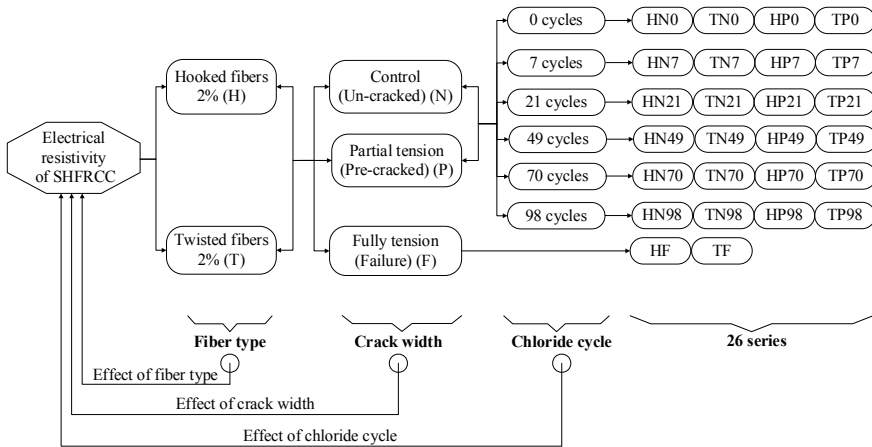 Electrical
resistivity
of SHFRCC
Hooked fibers
2% (H)
Twisted fibers
2% (T)
Control
(Un-cracked) (N)
Partial tension
(Pre-cracked) (P)
Fully tension
(Failure) (F)
0 cycles
HN0 TN0 HP0 TP0
7 cycles
HN7 TN7 HP7 TP7
21 cycles
HN21 TN21 HP21 TP21
49 cycles
HN49 TN49 HP49 TP49
70 cycles
HN70 TN70 HP70 TP70
98 cycles
HN98 TN98 HP98 TP98
HF TF
Fiber type
Crack width
Chloride cycle
26 series
Effect of fiber type
Effect of crack width
Effect of chloride cycle